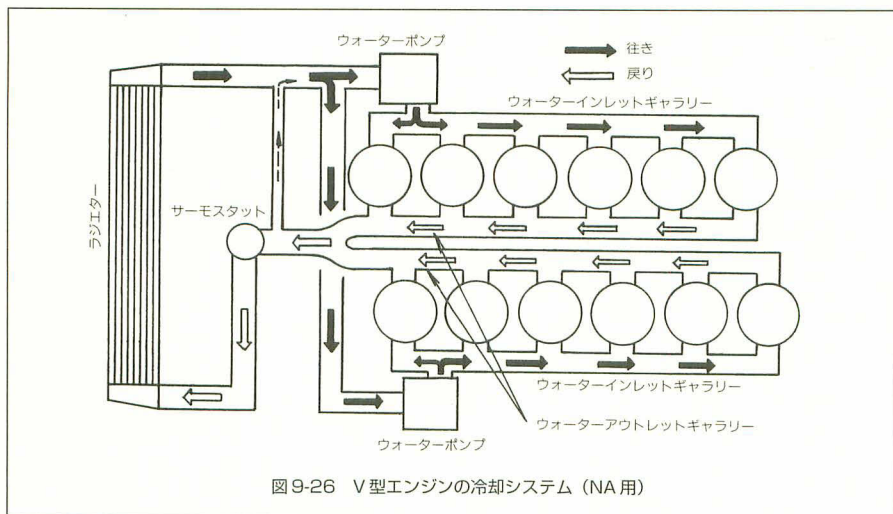 ウォーターポンプ
往き
戻り
ウォーターインレットギャラリー
サーモスタット
ラジエター
ウォーターインレットギャラリー
ウォーターアウトレットギャラリー
ウォーターポンプ
図9-26 V型エンジンの冷却システム（NA用）